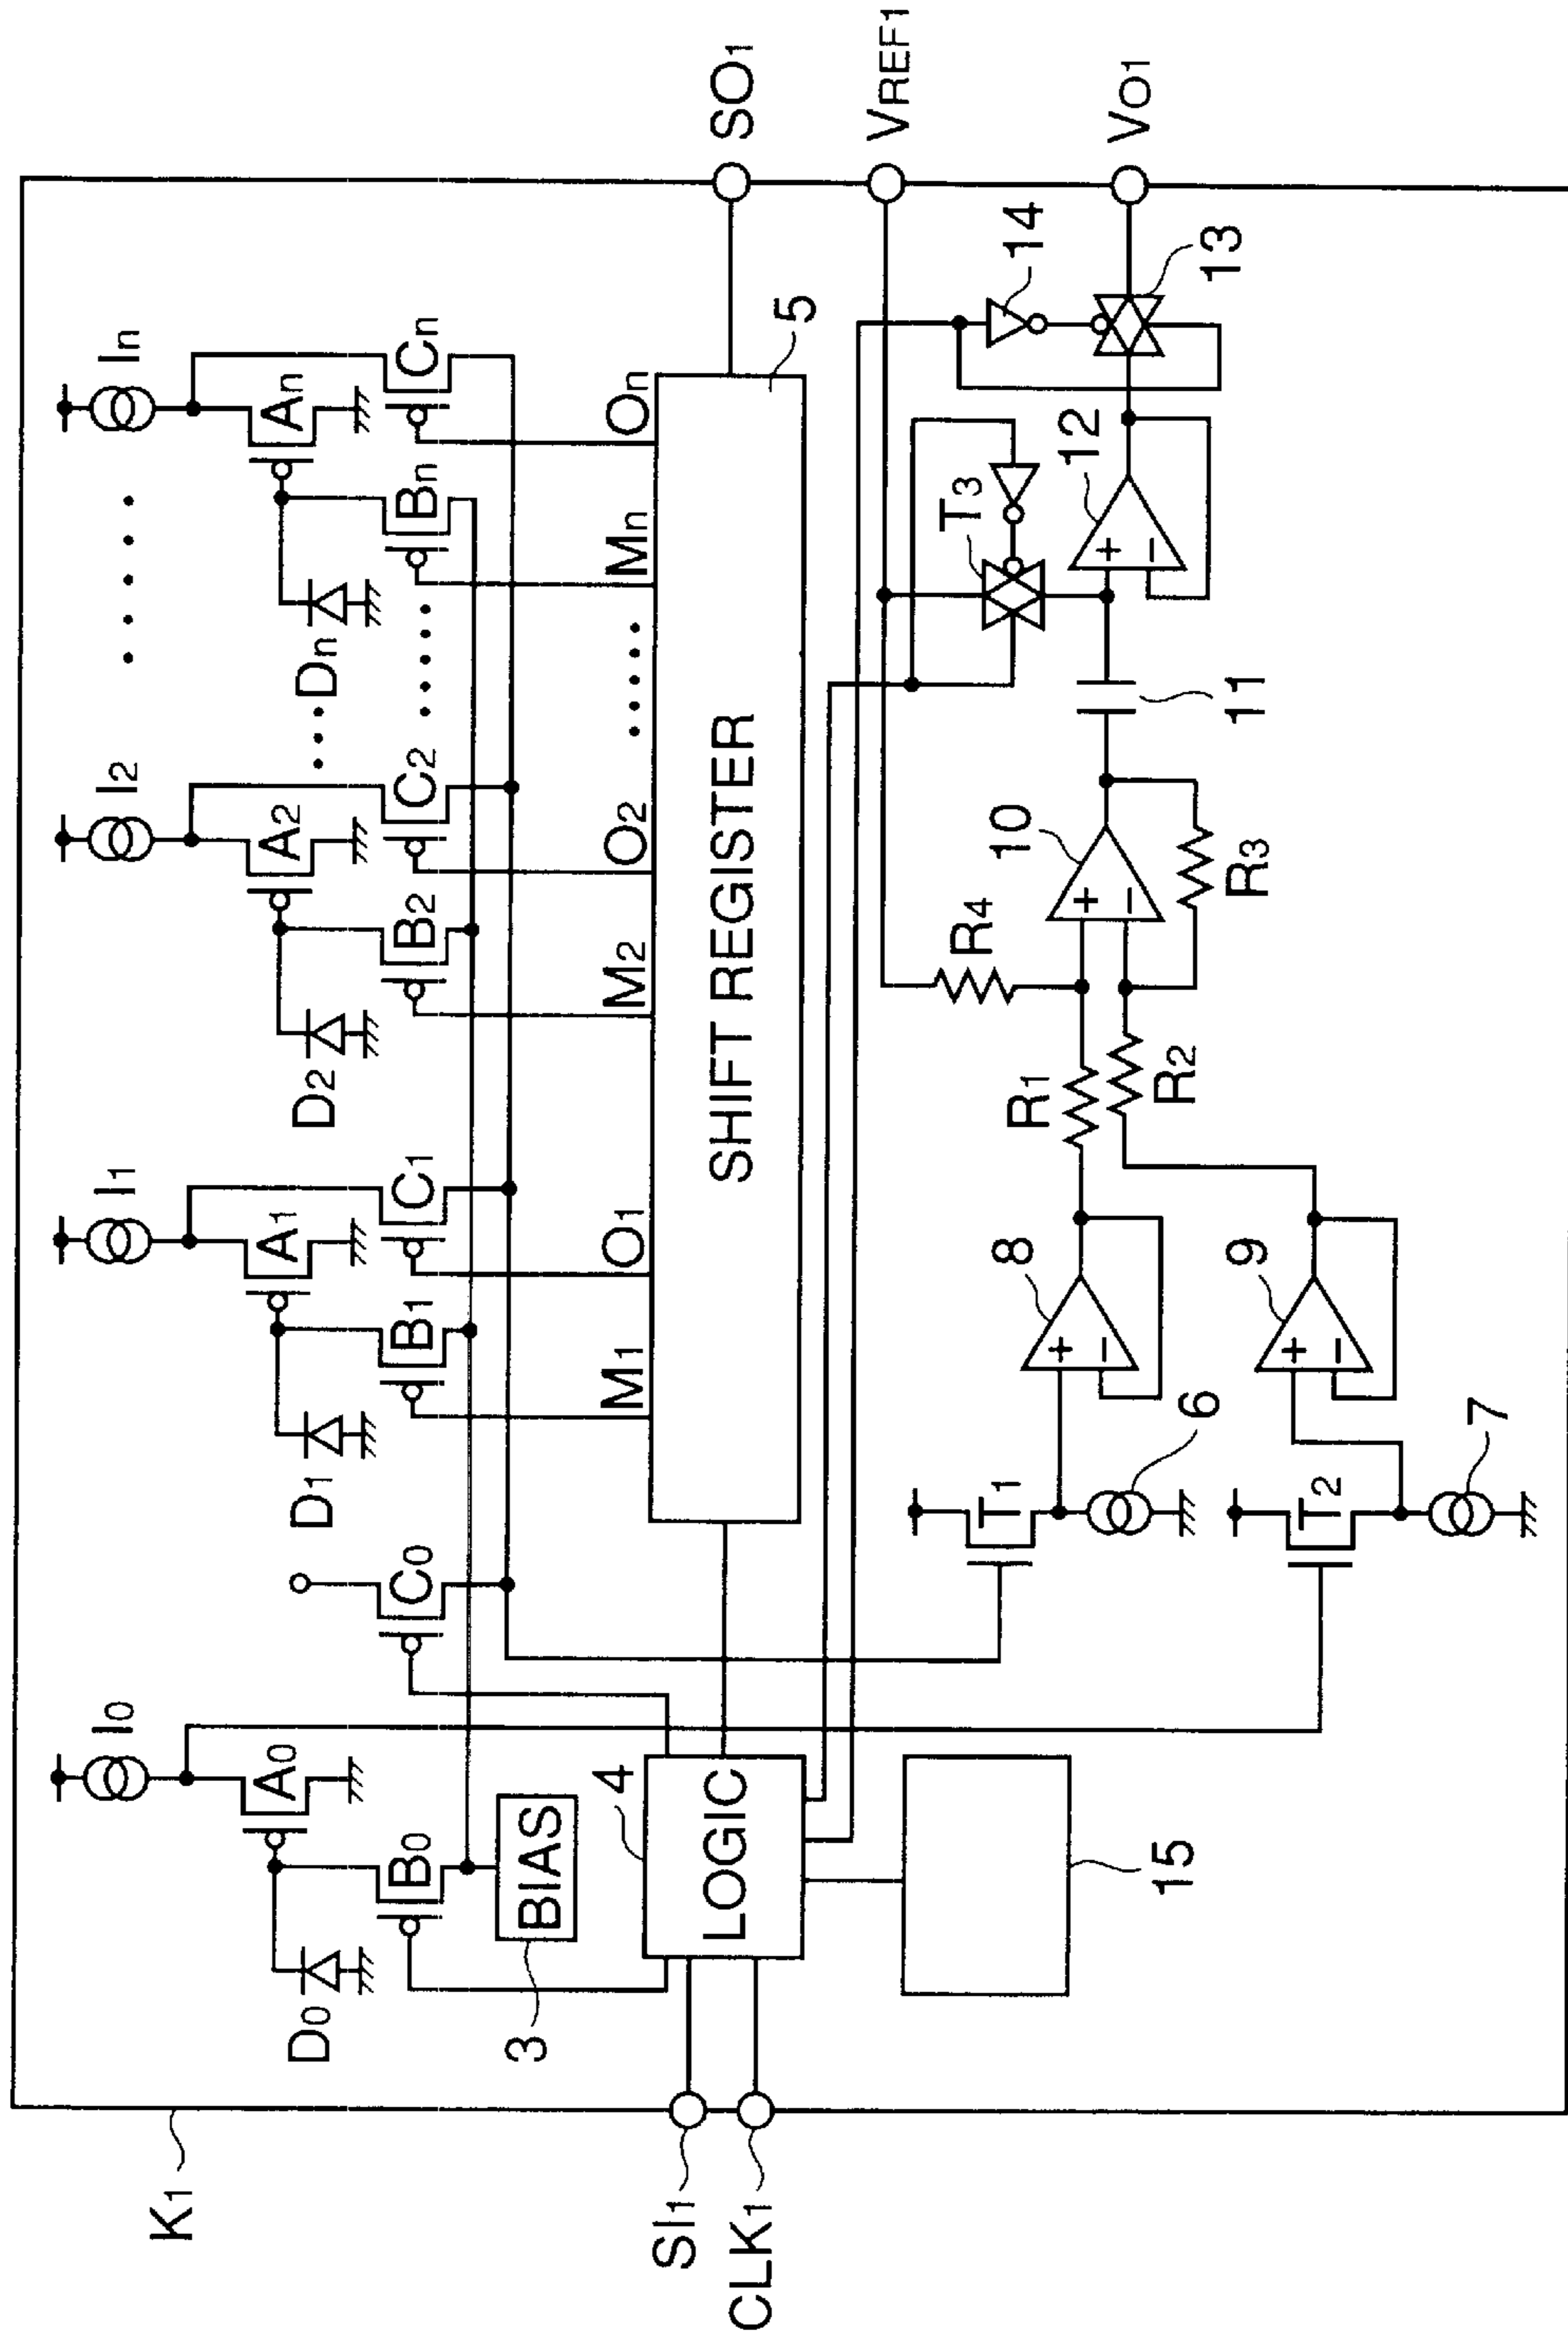 K1
I0
I1
I2
In
A0
A1
A2
An
D0
B0
C0
D1
B1
C1
D2
B2
C2
Dn
Bn
Cn
3
BIAS
M1
O1
M2
O2
Mn
On
4
LOGIC
SHIFT REGISTER
5
SI1
CLK1
SO1
VREF1
VO1
15
T1
6
T2
7
8
+
−
9
+
−
R1
R2
R4
10
+
−
R3
11
T3
12
+
−
14
13